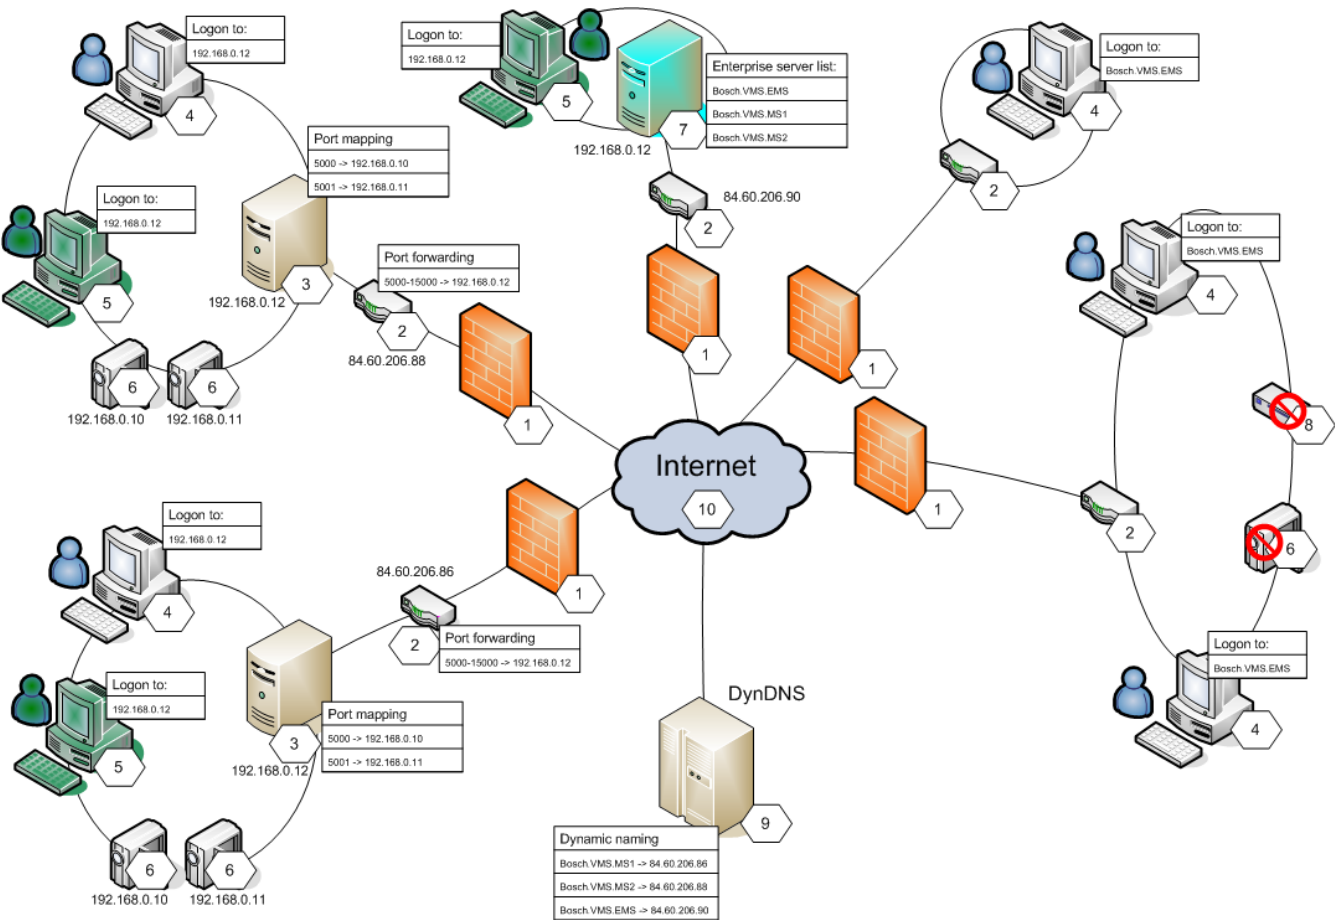 Logon to:
192.168.0.12
4
Port mapping
5000 -> 192.168.0.10
5001 -> 192.168.0.11
Logon to:
192.168.0.12
5
3
192.168.0.12
Port forwarding
5000-15000 -> 192.168.0.12
2
84.60.206.88
6
6
192.168.0.10
192.168.0.11
1
Logon to:
192.168.0.12
5
7
192.168.0.12
Enterprise server list:
Bosch.VMS.EMS
Bosch.VMS.MS1
Bosch.VMS.MS2
84.60.206.90
2
1
Logon to:
Bosch.VMS.EMS
4
2
1
Logon to:
Bosch.VMS.EMS
4
8
6
2
1
Logon to:
Bosch.VMS.EMS
4
Internet
10
Logon to:
192.168.0.12
4
Logon to:
192.168.0.12
5
84.60.206.86
2
1
Port forwarding
5000-15000 -> 192.168.0.12
Port mapping
5000 -> 192.168.0.10
5001 -> 192.168.0.11
3
192.168.0.12
6
6
192.168.0.10
192.168.0.11
DynDNS
9
Dynamic naming
Bosch.VMS.MS1 -> 84.60.206.86
Bosch.VMS.MS2 -> 84.60.206.88
Bosch.VMS.EMS -> 84.60.206.90